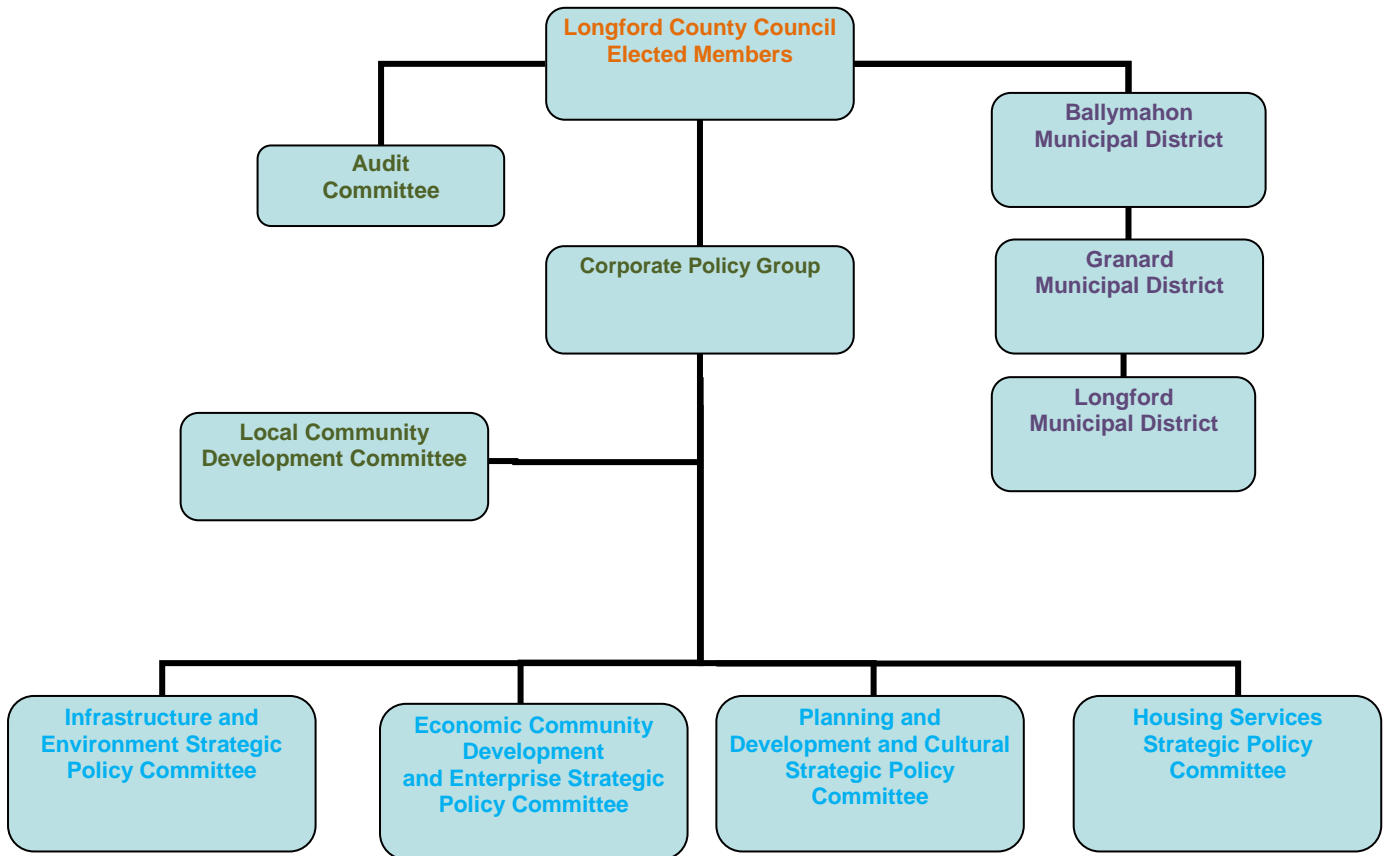 Longford County Council
Elected Members
Audit
Committee
Ballymahon
Municipal District
Corporate Policy Group
Granard
Municipal District
Local Community
Development Committee
Longford
Municipal District
Infrastructure and
Environment Strategic
Policy Committee
Economic Community
Development
and Enterprise Strategic
Policy Committee
Planning and
Development and Cultural
Strategic Policy
Committee
Housing Services
Strategic Policy
Committee